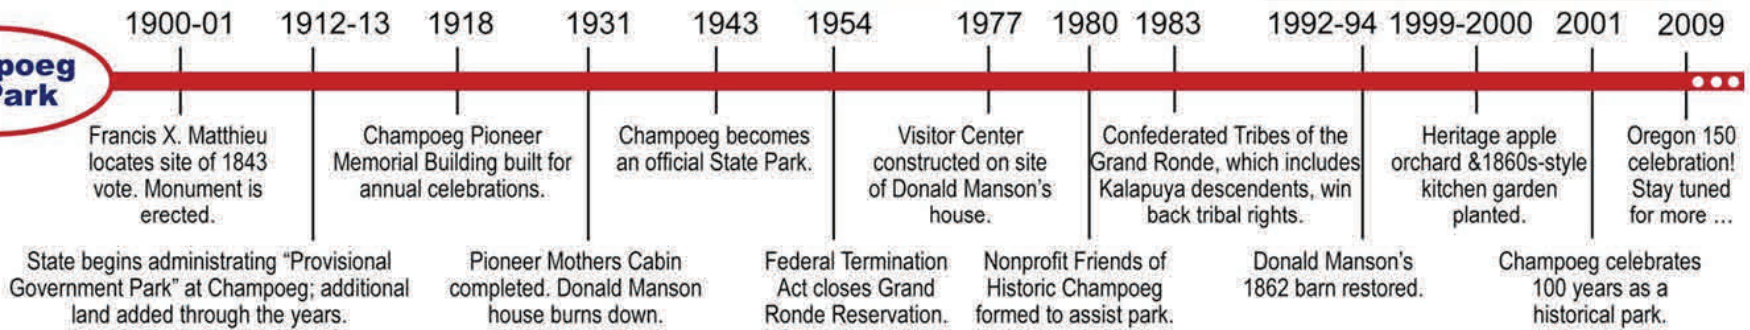 poeg
Park
1900-01
Francis X. Matthieu
locates site of 1843
vote. Monument is
erected.
1912-13
State begins administrating “Provisional
Government Park” at Champoeg; additional
land added through the years.
1918
Champoeg Pioneer
Memorial Building built for
annual celebrations.
1931
Pioneer Mothers Cabin
completed. Donald Manson
house burns down.
1943
Champoeg becomes
an official State Park.
1954
Federal Termination
Act closes Grand
Ronde Reservation.
1977
Visitor Center
constructed on site
of Donald Manson’s
house.
1980
Nonprofit Friends of
Historic Champoeg
formed to assist park.
1983
Confederated Tribes of the
Grand Ronde, which includes
Kalapuya descendents, win
back tribal rights.
1992-94
Donald Manson’s
1862 barn restored.
1999-2000
Heritage apple
orchard &1860s-style
kitchen garden
planted.
2001
Champoeg celebrates
100 years as a
historical park.
2009
Oregon 150
celebration!
Stay tuned
for more ...